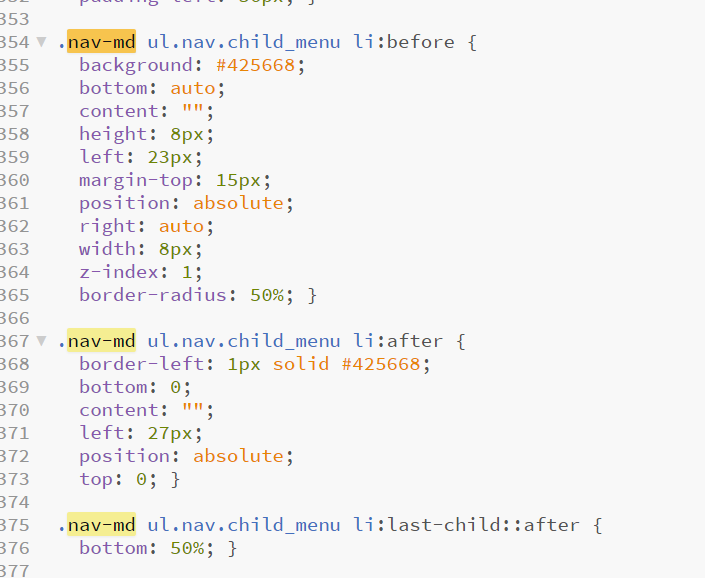 353
354 .nav-md ul.nav.child_menu li:before {
355 background: #425668;
356 bottom: auto;
357 content: "";
358 height: 8px;
359 left: 23px;
360 margin-top: 15px;
361 position: absolute;
362 right: auto;
363 width: 8px;
364 z-index: 1;
365 border-radius: 50%; }
366
367 .nav-md ul.nav.child_menu li:after {
368 border-left: 1px solid #425668;
369 bottom: 0;
370 content: "";
371 left: 27px;
372 position: absolute;
373 top: 0; }
374
375 .nav-md ul.nav.child_menu li:last-child::after {
376 bottom: 50%; }
377